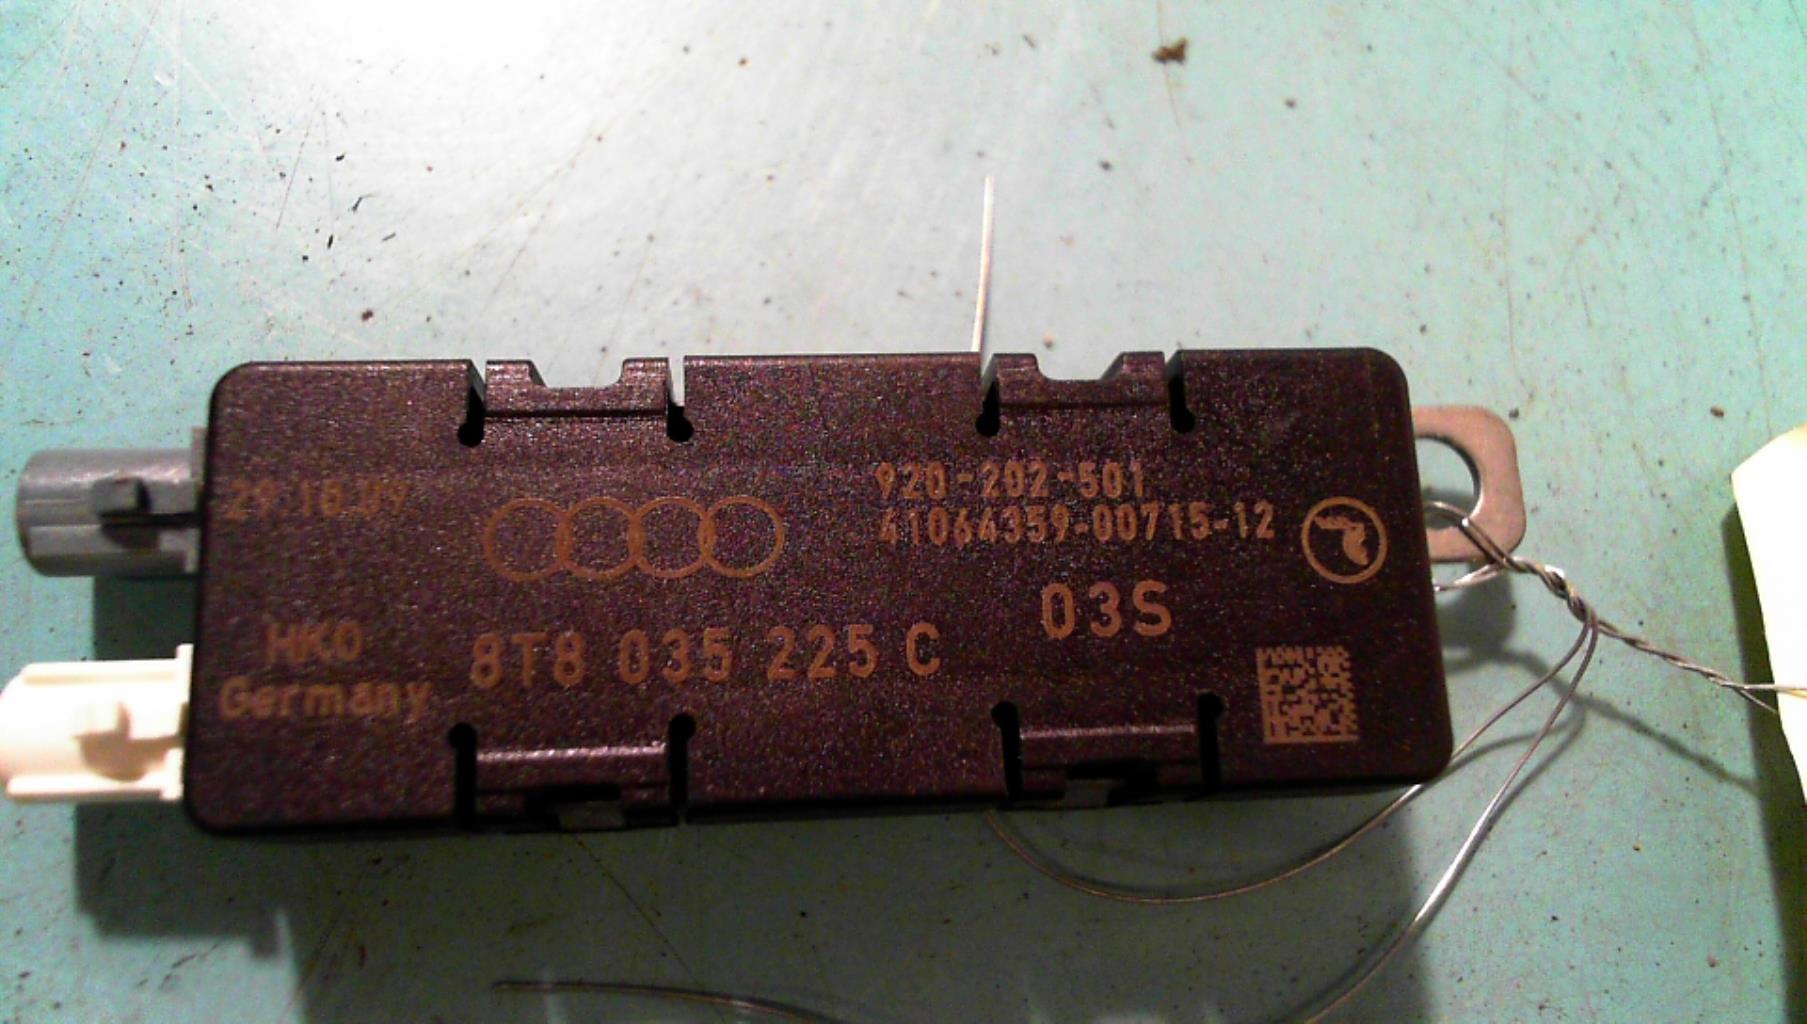 29.10.09
920-202-501
41064359-00715-12
03S
HKO
Germany
8T8 035 225 C